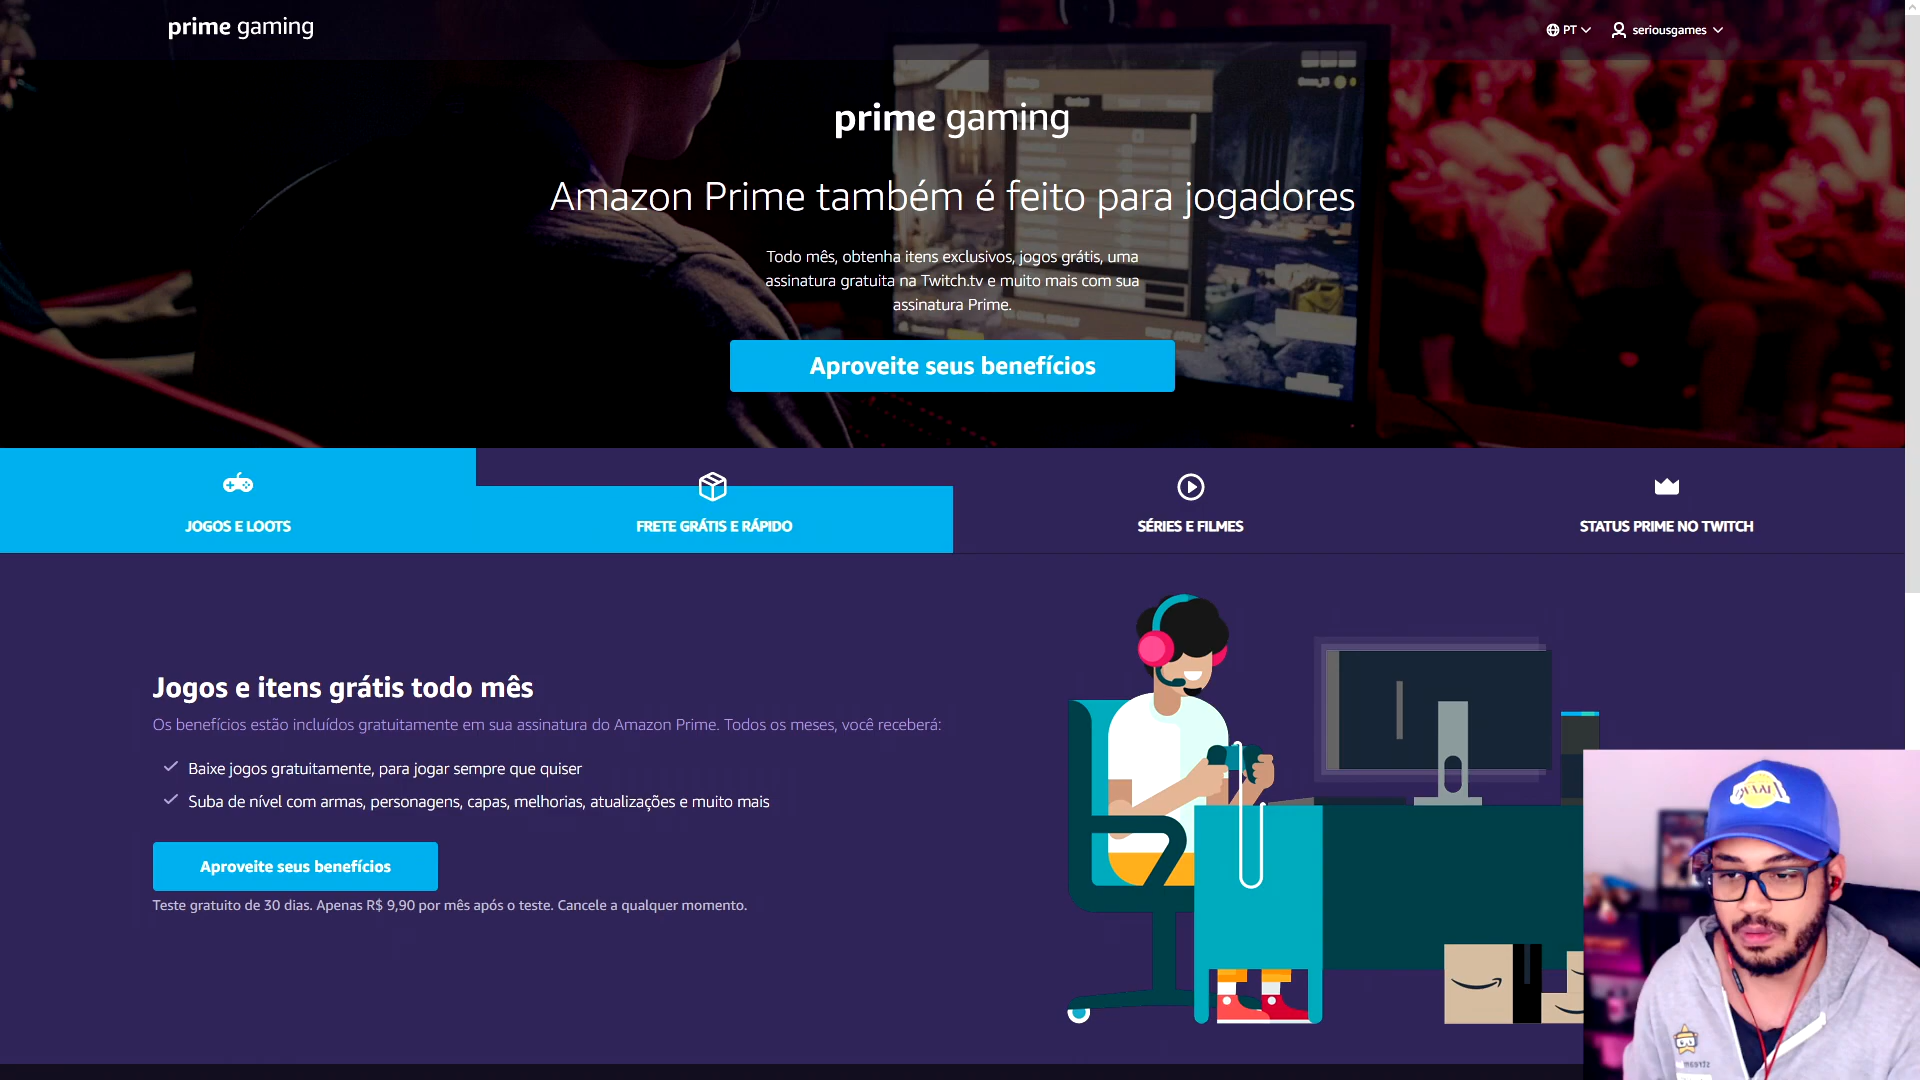 prime gaming
PT
seriousgames
prime gaming
Amazon Prime também é feito para jogadores
Todo mês, obtenha itens exclusivos, jogos grátis, uma
assinatura gratuita na Twitch.tv e muito mais com sua
assinatura Prime.
Aproveite seus benefícios
JOGOS E LOOTS
FRETE GRÁTIS E RÁPIDO
SÉRIES E FILMES
STATUS PRIME NO TWITCH
Jogos e itens grátis todo mês
Os benefícios estão incluídos gratuitamente em sua assinatura do Amazon Prime. Todos os meses, você receberá:
Baixe jogos gratuitamente, para jogar sempre que quiser
Suba de nível com armas, personagens, capas, melhorias, atualizações e muito mais
Aproveite seus benefícios
Teste gratuito de 30 dias. Apenas R$ 9,90 por mês após o teste. Cancele a qualquer momento.